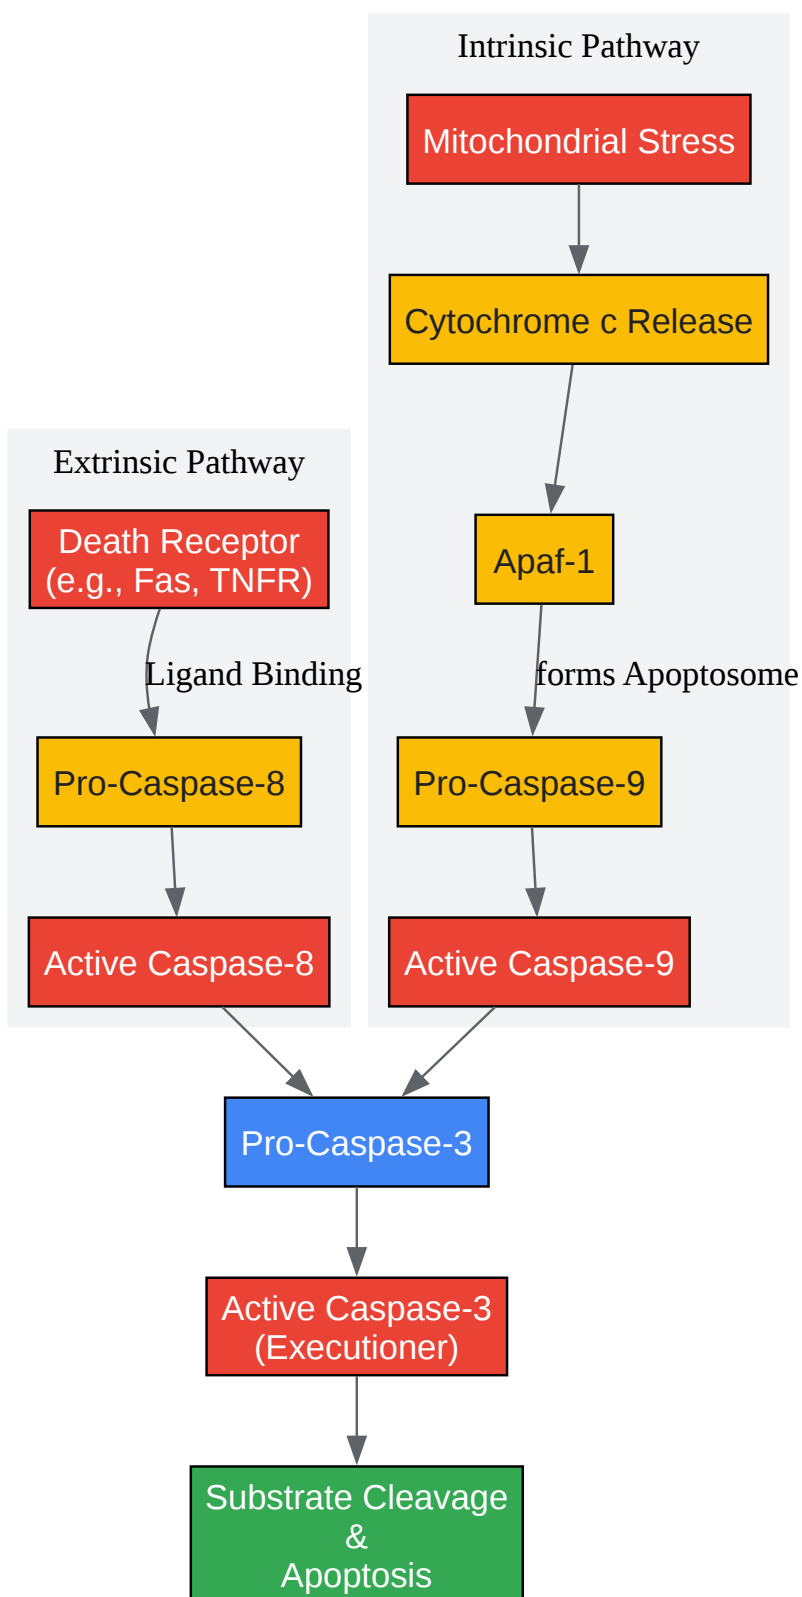 Intrinsic Pathway
Mitochondrial Stress
Cytochrome c Release
Extrinsic Pathway
Death Receptor
(e.g., Fas, TNFR)
Apaf-1
Ligand Binding
forms Apoptosome
Pro-Caspase-8
Pro-Caspase-9
Active Caspase-8
Active Caspase-9
Pro-Caspase-3
Active Caspase-3
(Executioner)
Substrate Cleavage
&
Apoptosis